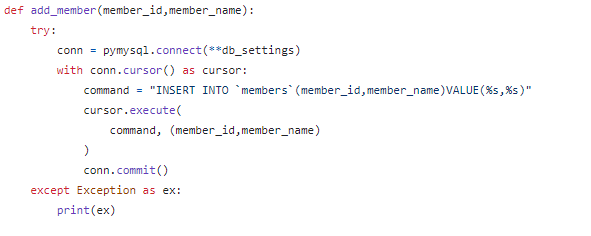 def add_member(member_id,member_name):
    try:
        conn = pymysql.connect(**db_settings)
        with conn.cursor() as cursor:
            command = "INSERT INTO `members`(member_id,member_name)VALUE(%s,%s)"
            cursor.execute(
                command, (member_id,member_name)
            )
            conn.commit()
    except Exception as ex:
        print(ex)